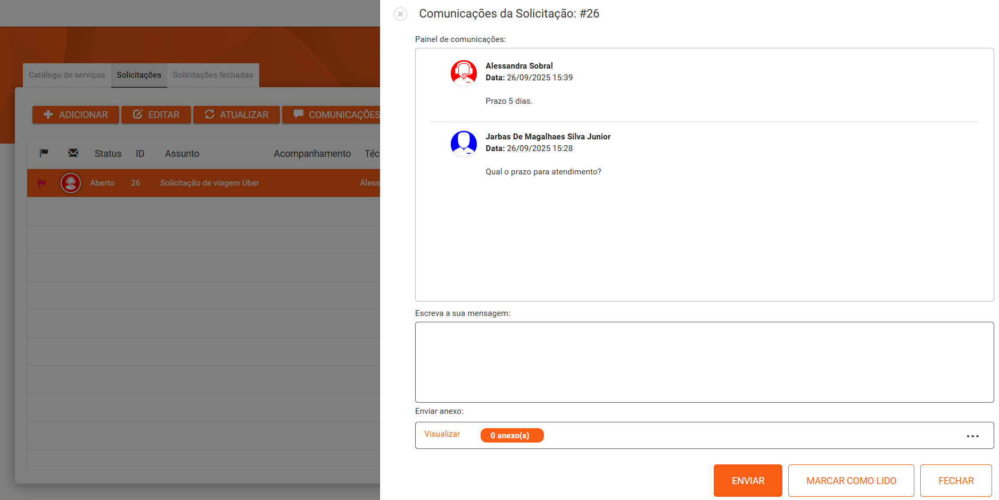 Catálogo de serviços
Solicitações
Solicitações fechadas
ADICIONAR
EDITAR
ATUALIZAR
COMUNICAÇÕES
Status
ID
Assunto
Acompanhamento
Aberto
26
Solicitação de viagem Uber
Comunicações da Solicitação: #26
Painel de comunicações:
Alessandra Sobral
Data: 26/09/2025 15:39
Prazo 5 dias.
Jarbas De Magalhaes Silva Junior
Data: 26/09/2025 15:28
Qual o prazo para atendimento?
Escreva a sua mensagem:
Enviar anexo:
Visualizar
0 anexo(s)
...
ENVIAR
MARCAR COMO LIDO
FECHAR